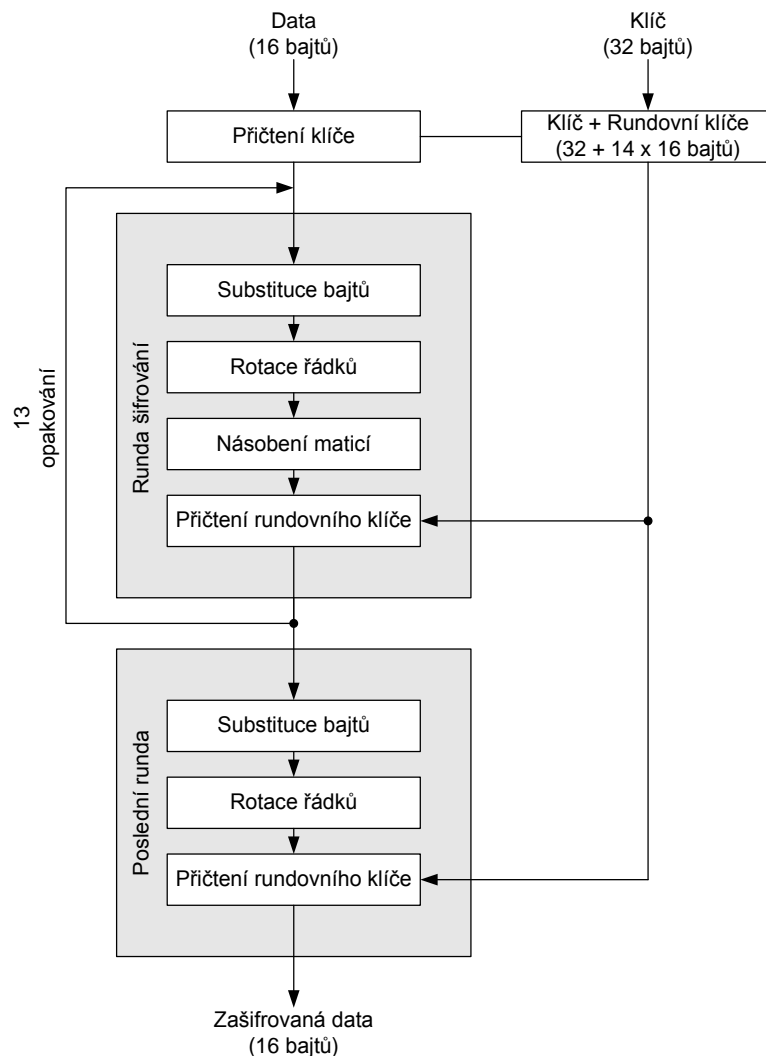 Data
(16 bajtů)
Klíč
(32 bajtů)
Přičtení klíče
Klíč + Rundovní klíče
(32 + 14 x 16 bajtů)
13
opakování
Runda šifrování
Substituce bajtů
Rotace řádků
Násobení maticí
Přičtení rundovního klíče
Poslední runda
Substituce bajtů
Rotace řádků
Přičtení rundovního klíče
Zašifrovaná data
(16 bajtů)